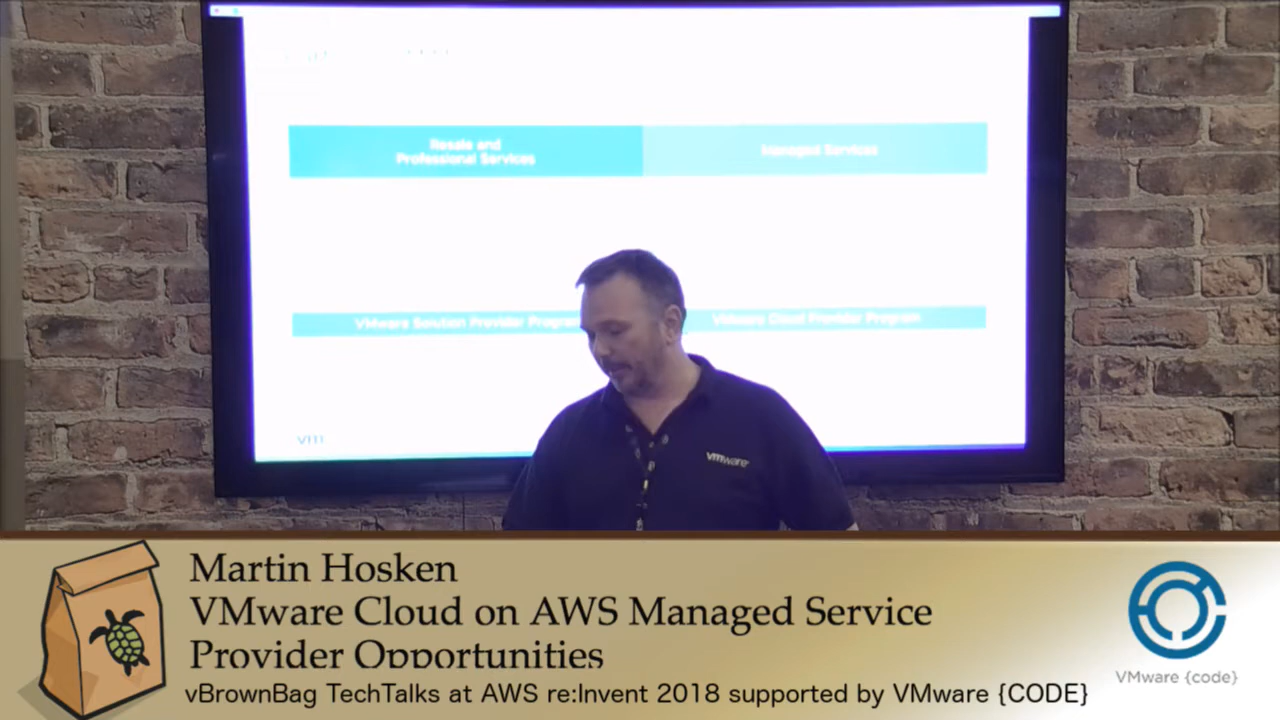 Resale and
Professional Services
Managed Services
VMware Solution Provider Program
VMware Cloud Provider Program
vm
vmware
Martin Hosken
VMware Cloud on AWS Managed Service
Provider Opportunities
vBrownBag TechTalks at AWS re:Invent 2018 supported by VMware {CODE}
VMware {code}